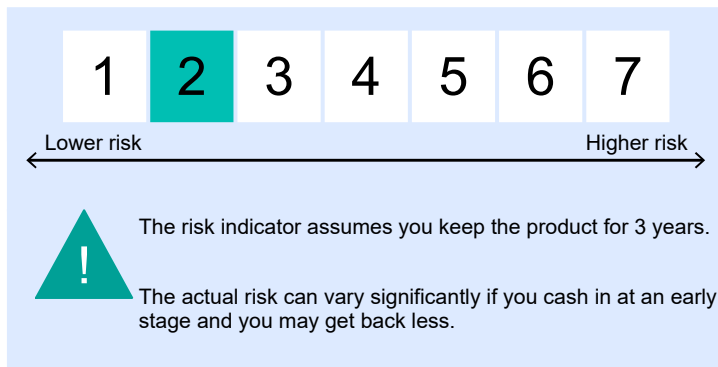 1 2 3 4 5 6 7
Lower risk Higher risk
!
The risk indicator assumes you keep the product for 3 years.
The actual risk can vary significantly if you cash in at an early
stage and you may get back less.